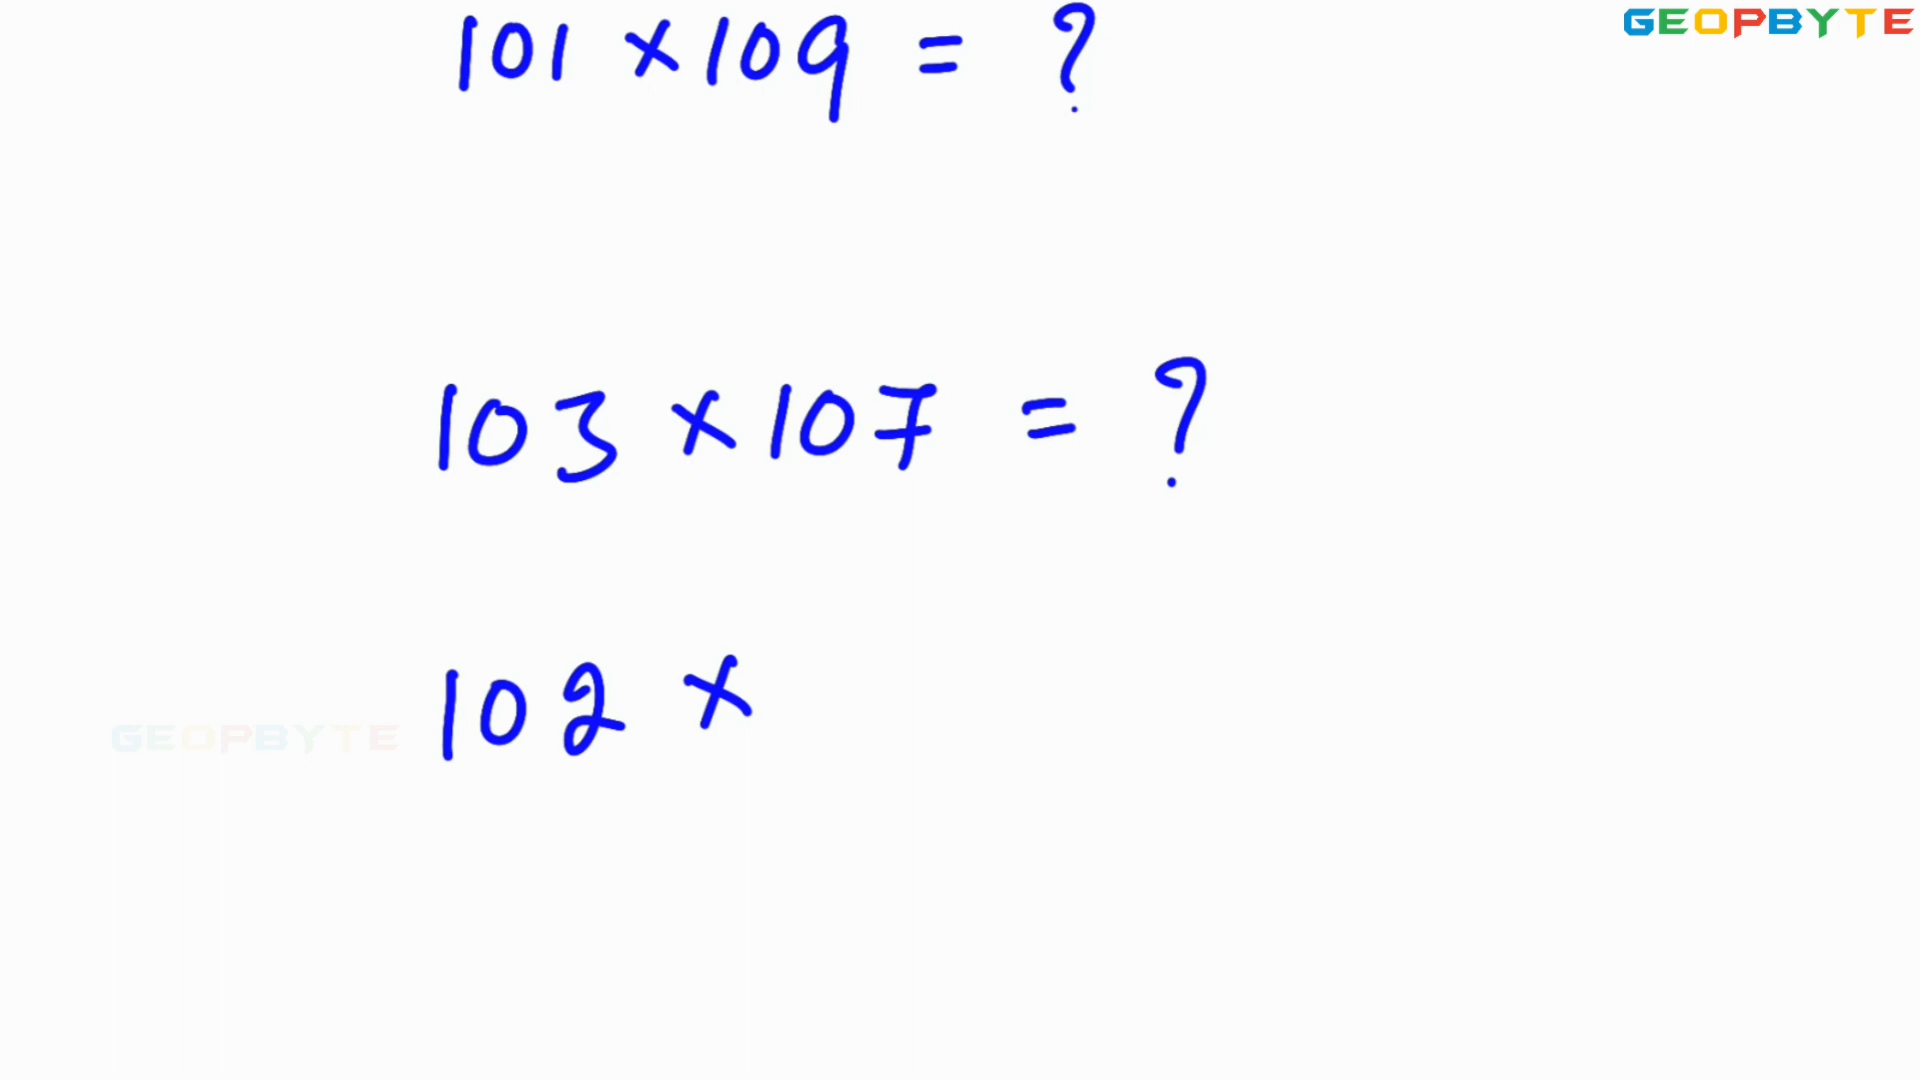 GEOPBYTE
101 × 109 = ?
103 × 107 = ?
102 ×
GEOPBYTE